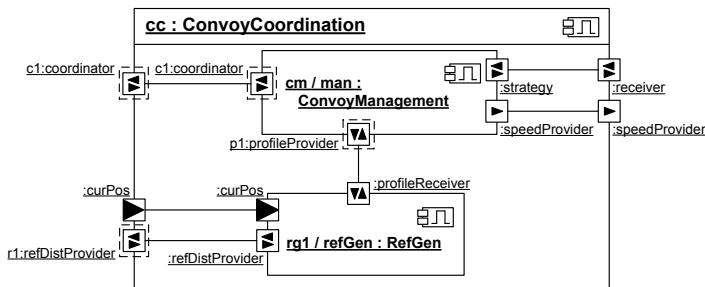 cc : ConvoyCoordination
c1:coordinator
c1:coordinator
cm / man :
ConvoyManagement
:strategy
:receiver
:speedProvider
:speedProvider
p1:profileProvider
:curPos
:curPos
:profileReceiver
rg1 / refGen : RefGen
r1:refDistProvider
:refDistProvider